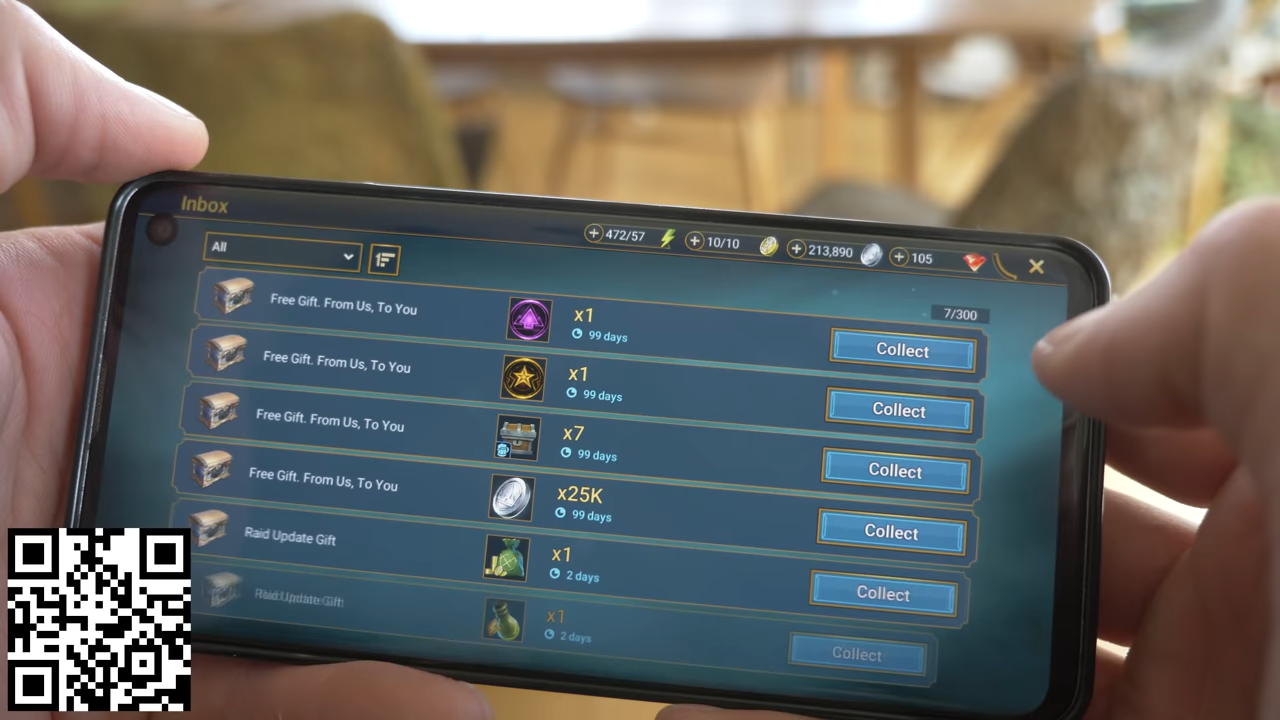 Inbox
472/57
10/10
213,890
105
All
7/300
Free Gift. From Us, To You
x1
99 days
Collect
Free Gift. From Us, To You
x1
99 days
Collect
Free Gift. From Us, To You
x7
99 days
Collect
Free Gift. From Us, To You
x25K
99 days
Collect
Raid Update Gift
x1
2 days
Collect
Raid Update Gift
x1
2 days
Collect